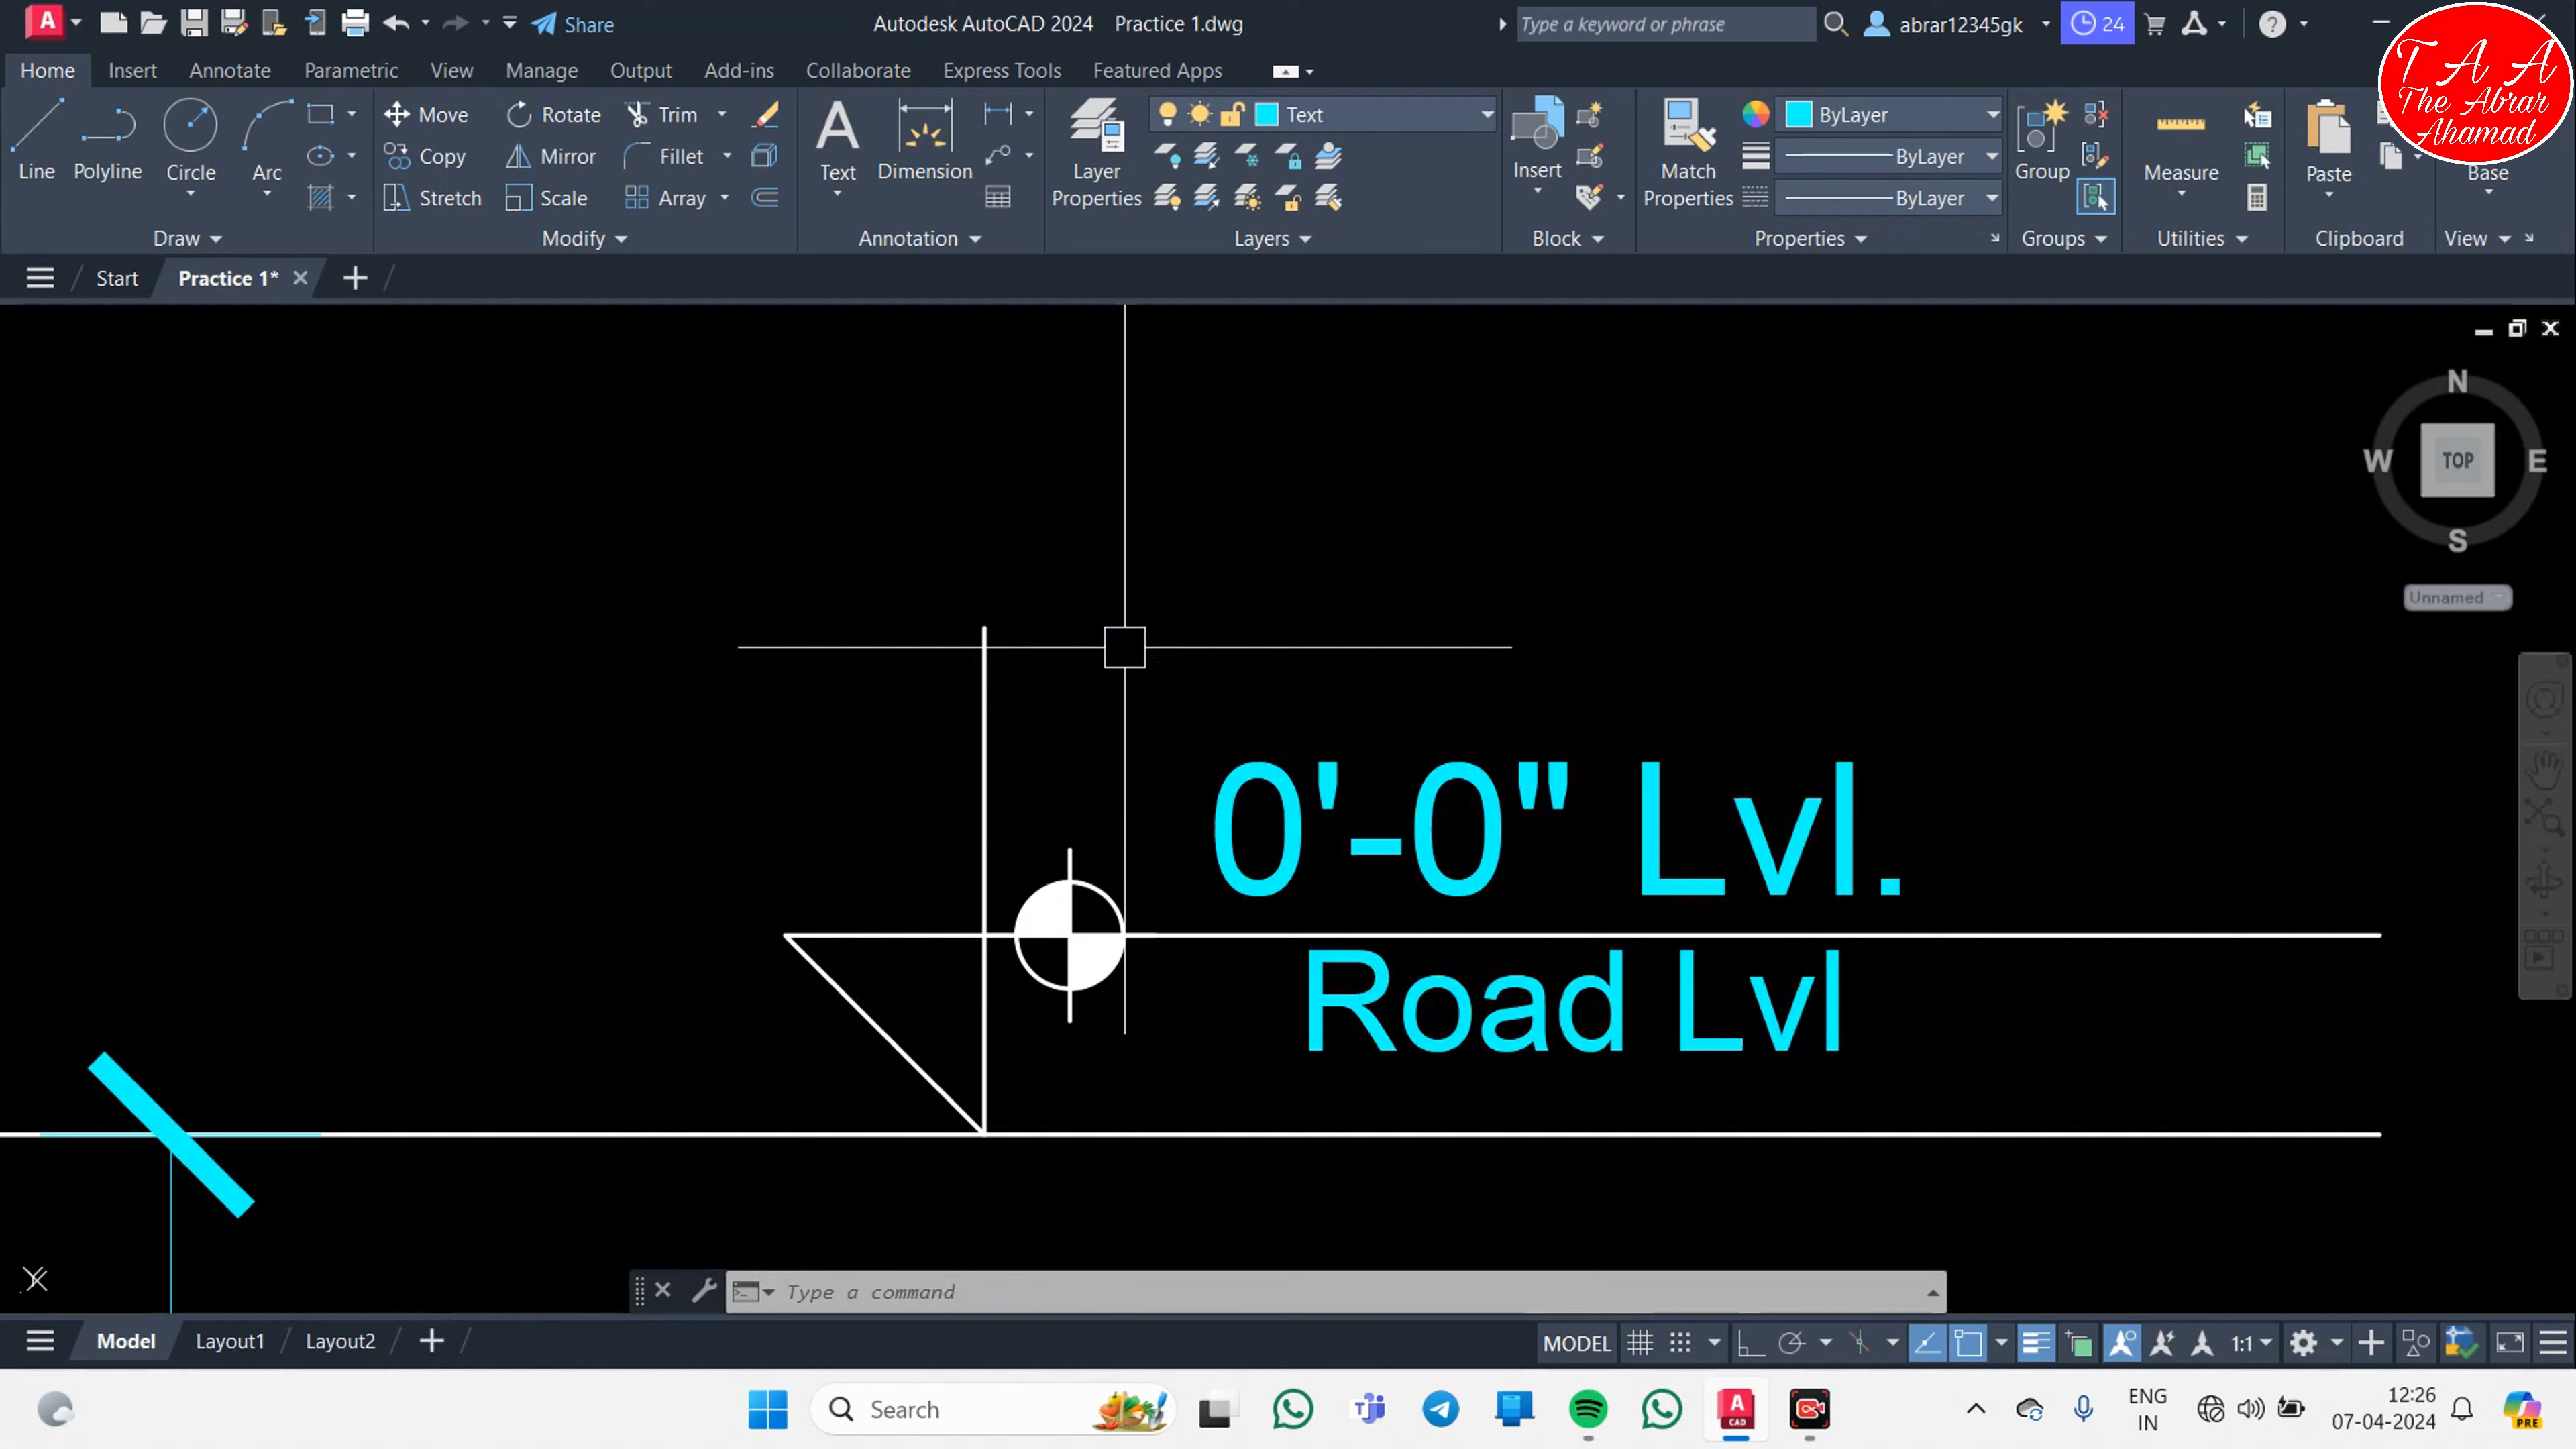 Share
Autodesk AutoCAD 2024 Practice 1.dwg
Type a keyword or phrase
abrar12345gk
24
Home Insert Annotate Parametric View Manage Output Add-ins Collaborate Express Tools Featured Apps
T A A
The Abrar
Ahamad
Line Polyline Circle Arc
Move Rotate Trim
Copy Mirror Fillet
Stretch Scale Array
Text Dimension
Layer Properties
Text
Insert
Match Properties
ByLayer
ByLayer
ByLayer
Group
Measure
Paste
Base
Draw Modify Annotation Layers Block Properties Groups Utilities Clipboard View
Start Practice 1*
N
W TOP E
S
Unnamed
0'-0" Lvl.
Road Lvl
Type a command
Model Layout1 Layout2
MODEL
1:1
Search
A
CAD
ENG
IN
12:26
07-04-2024
PRE